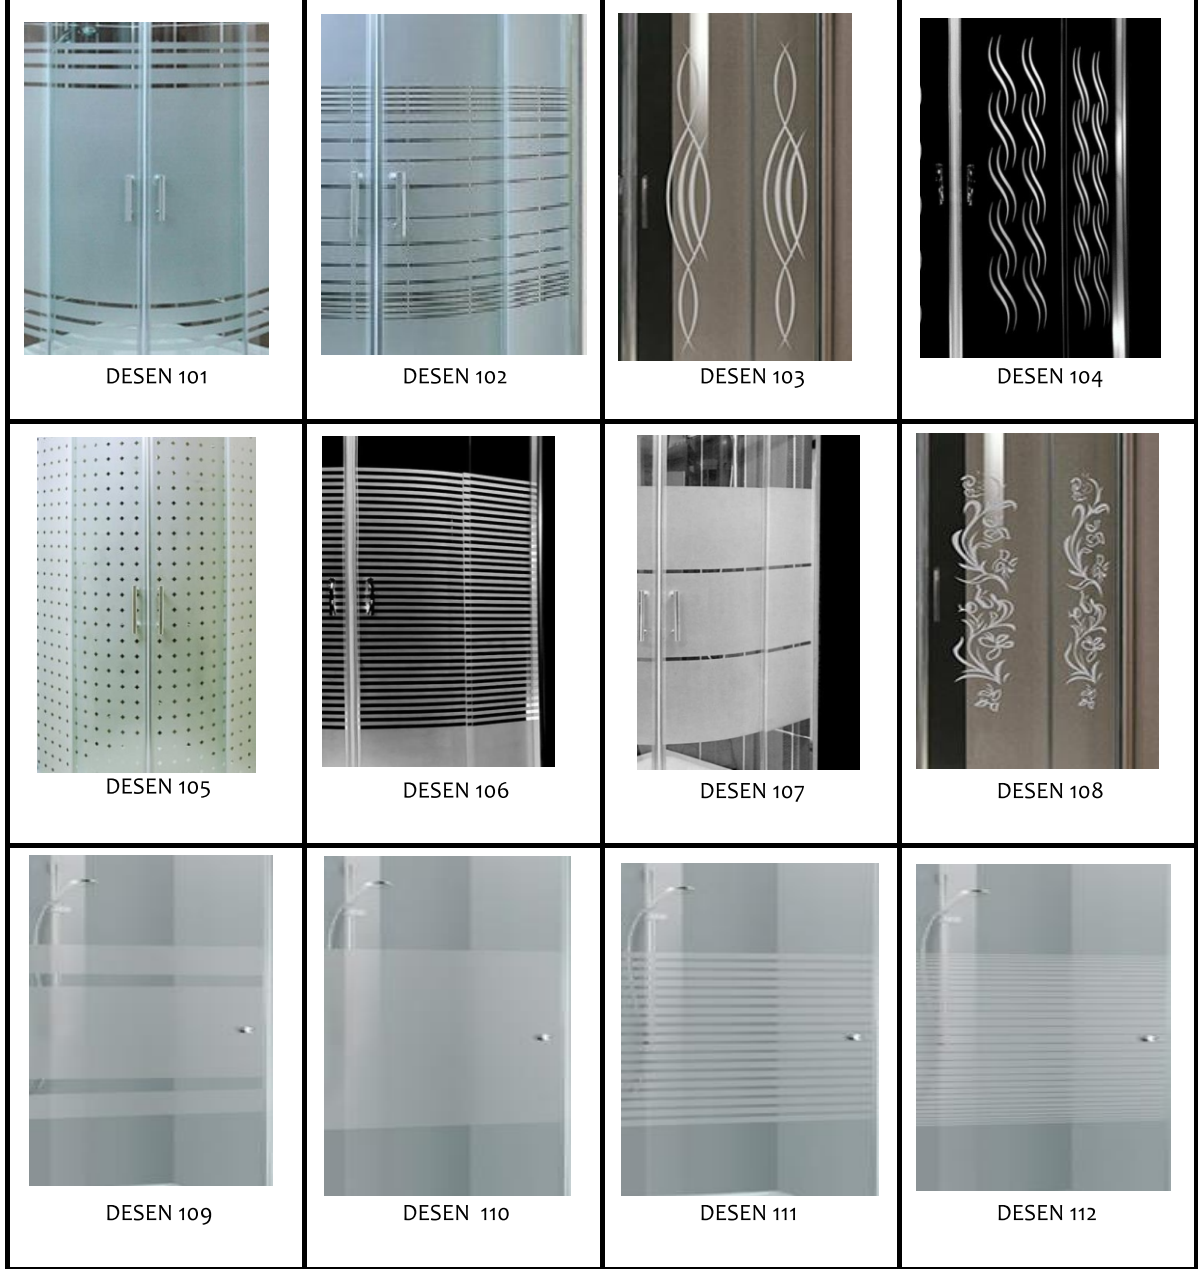 DESEN 101
DESEN 102
DESEN 103
DESEN 104
DESEN 105
DESEN 106
DESEN 107
DESEN 108
DESEN 109
DESEN 110
DESEN 111
DESEN 112